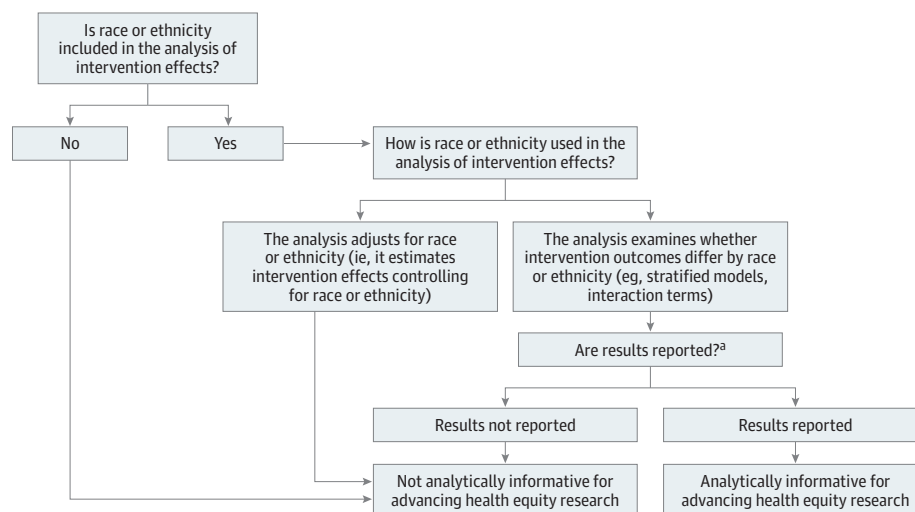 Is race or ethnicity
included in the analysis of
intervention effects?
No
Yes
How is race or ethnicity used in the
analysis of intervention effects?
The analysis adjusts for race
or ethnicity (ie, it estimates
intervention effects controlling
for race or ethnicity)
The analysis examines whether
intervention outcomes differ by race
or ethnicity (eg, stratified models,
interaction terms)
Are results reported?a
Results not reported
Results reported
Not analytically informative for
advancing health equity research
Analytically informative for
advancing health equity research